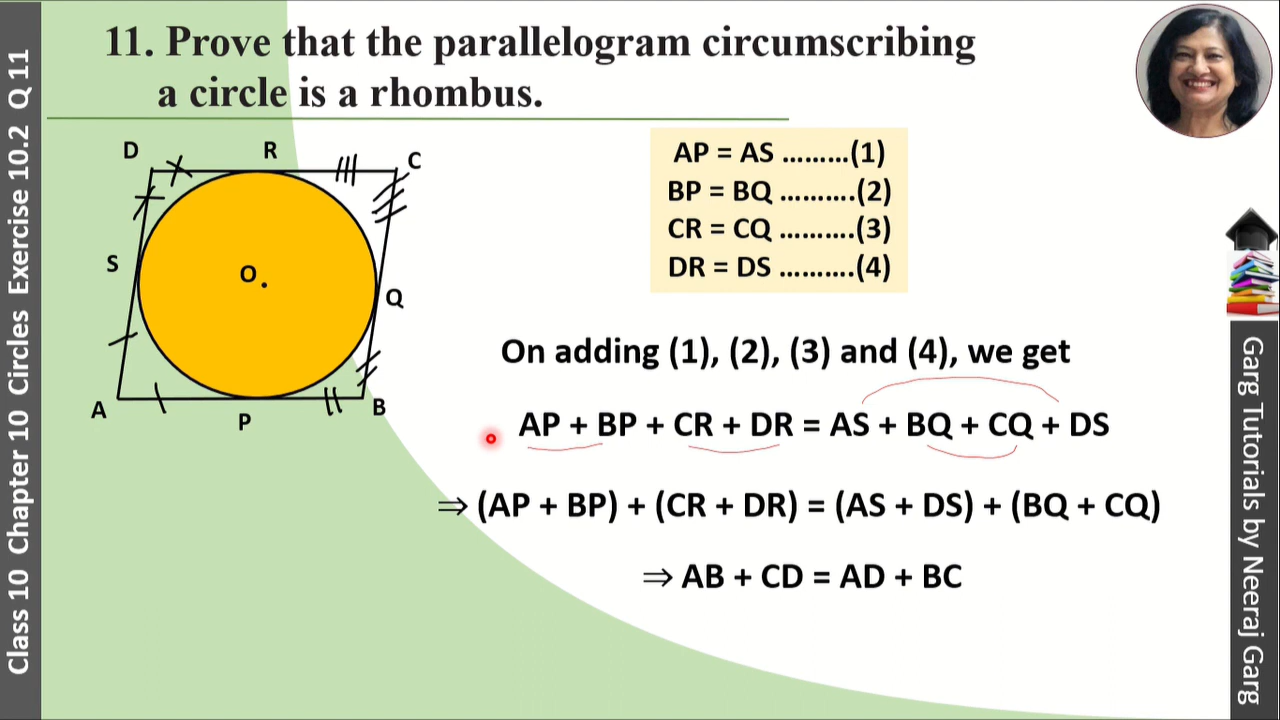 11. Prove that the parallelogram circumscribing
a circle is a rhombus.
D
R
C
S
O.
Q
A
P
B
AP = AS .........(1)
BP = BQ ..........(2)
CR = CQ ..........(3)
DR = DS ..........(4)
On adding (1), (2), (3) and (4), we get
AP + BP + CR + DR = AS + BQ + CQ + DS
⇒ (AP + BP) + (CR + DR) = (AS + DS) + (BQ + CQ)
⇒ AB + CD = AD + BC
Class 10 Chapter 10 Circles Exercise 10.2 Q 11
Garg Tutorials by Neeraj Garg